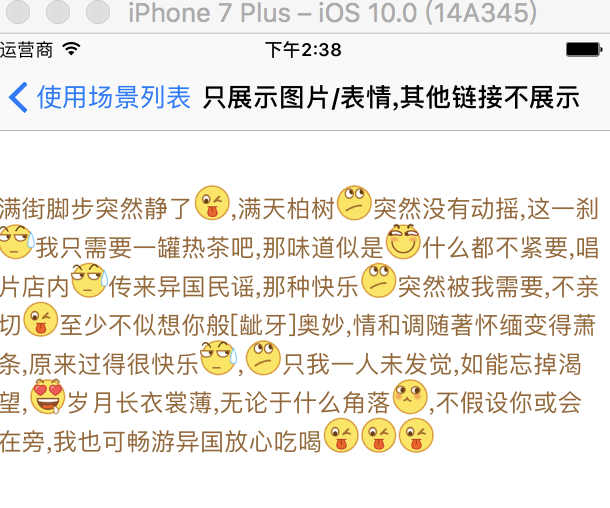 iPhone 7 Plus – iOS 10.0 (14A345)
运营商 下午2:38
使用场景列表 只展示图片/表情,其他链接不展示
满街脚步突然静了,满天柏树突然没有动摇,这一刹
我只需要一罐热茶吧,那味道似是什么都不紧要,唱
片店内传来异国民谣,那种快乐突然被我需要,不亲
切至少不似想你般[龇牙]奥妙,情和调随著怀缅变得萧
条,原来过得很快乐,只我一人未发觉,如能忘掉渴
望,岁月长衣裳薄,无论于什么角落,不假设你或会
在旁,我也可畅游异国放心吃喝